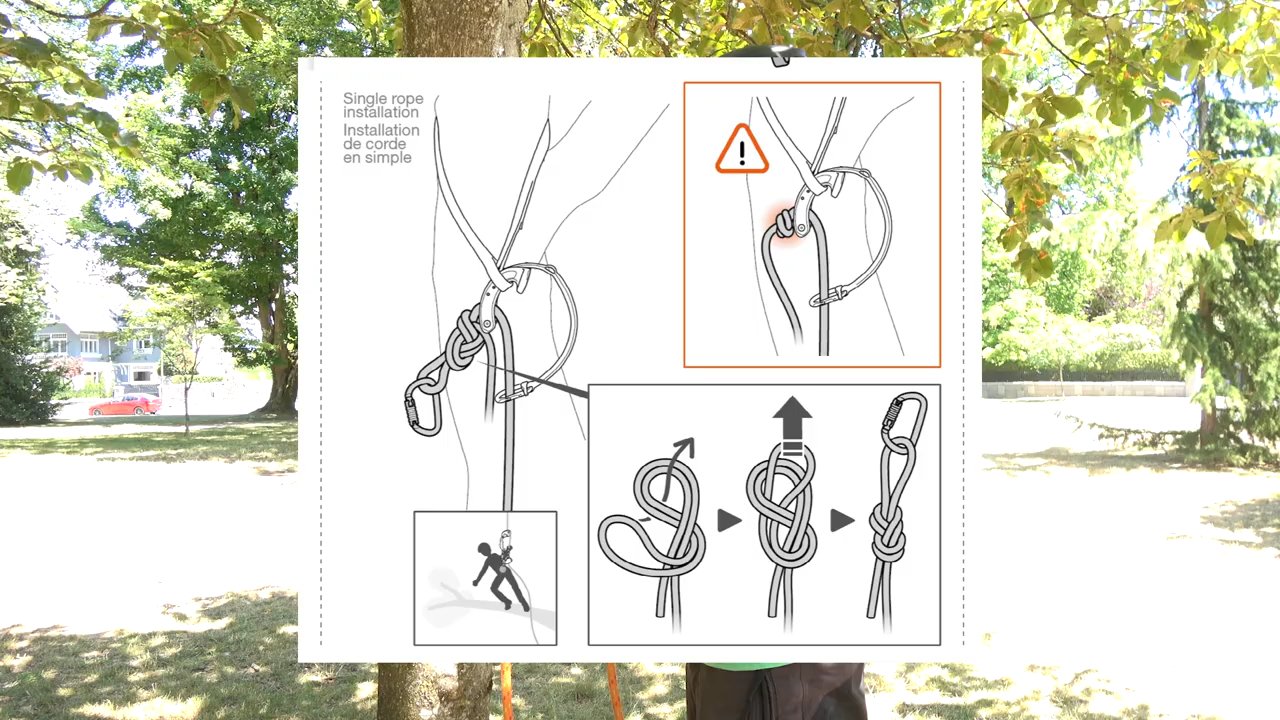 Single rope
installation
Installation
de corde
en simple
!